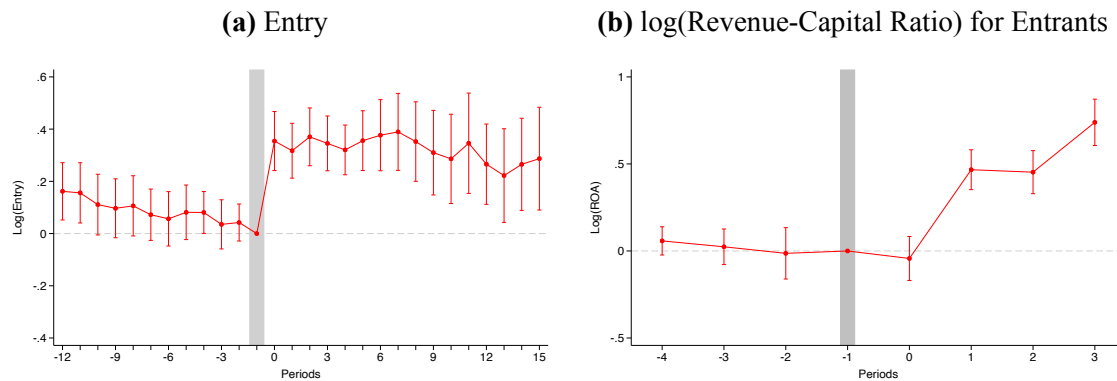 (a) Entry
.6
.4
.2
0
-.2
-.4
Log(Entry)
-12 -9 -6 -3 0 3 6 9 12 15
Periods
(b) log(Revenue-Capital Ratio) for Entrants
1
.5
0
-.5
Log(ROA)
-4 -3 -2 -1 0 1 2 3
Periods